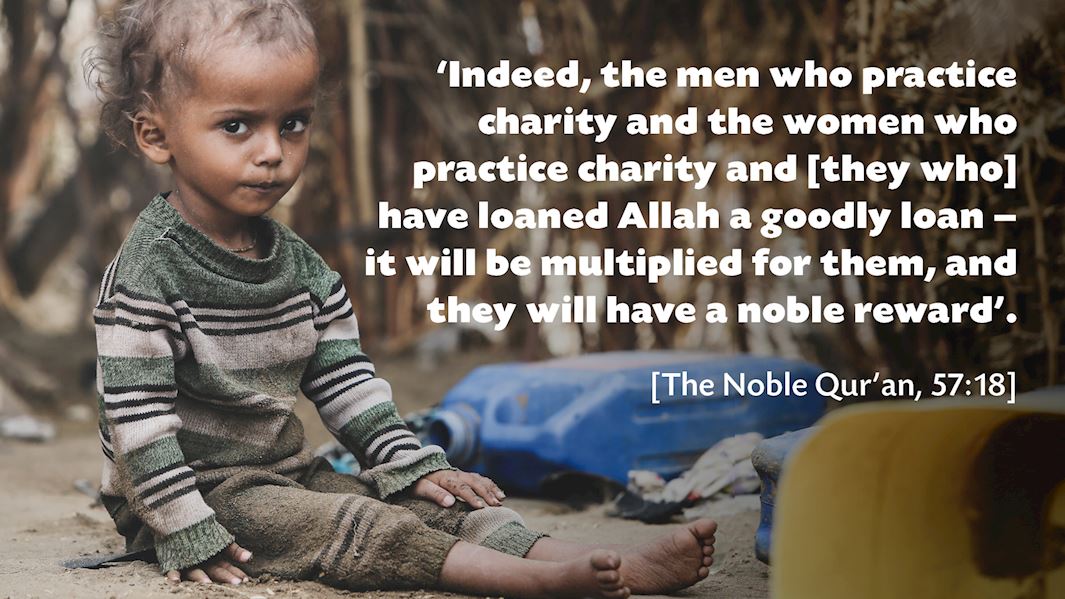 ‘Indeed, the men who practice
charity and the women who
practice charity and [they who]
have loaned Allah a goodly loan –
it will be multiplied for them, and
they will have a noble reward’.
[The Noble Qur’an, 57:18]